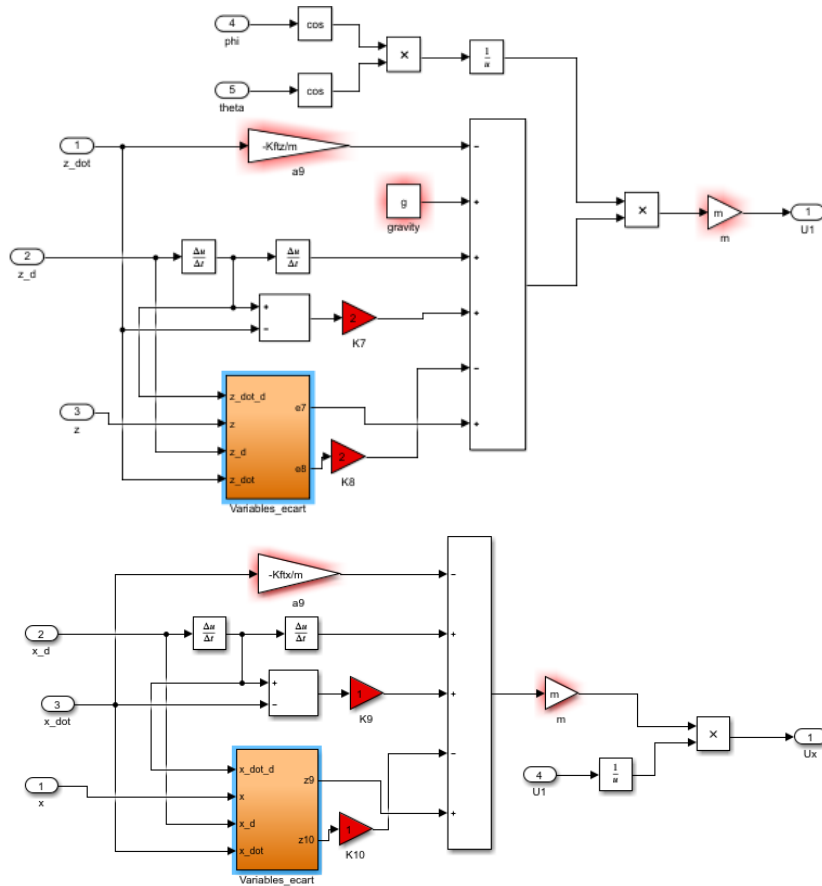 4
cos
phi
×
1
u
5
cos
theta
1
z_dot
-Kftz/m
a9
−
g
gravity
+
×
m
m
1
U1
2
z_d
Δu
Δt
Δu
Δt
+
+
−
2
K7
+
−
3
z
z_dot_d
z
z_d
z_dot
e7
e8
Variables_ecart
2
K8
+
-Kftx/m
a9
−
2
x_d
Δu
Δt
Δu
Δt
+
3
x_dot
+
−
1
K9
+
m
m
×
1
Ux
4
U1
1
u
−
1
x
x_dot_d
x
x_d
x_dot
z9
z10
Variables_ecart
1
K10
+